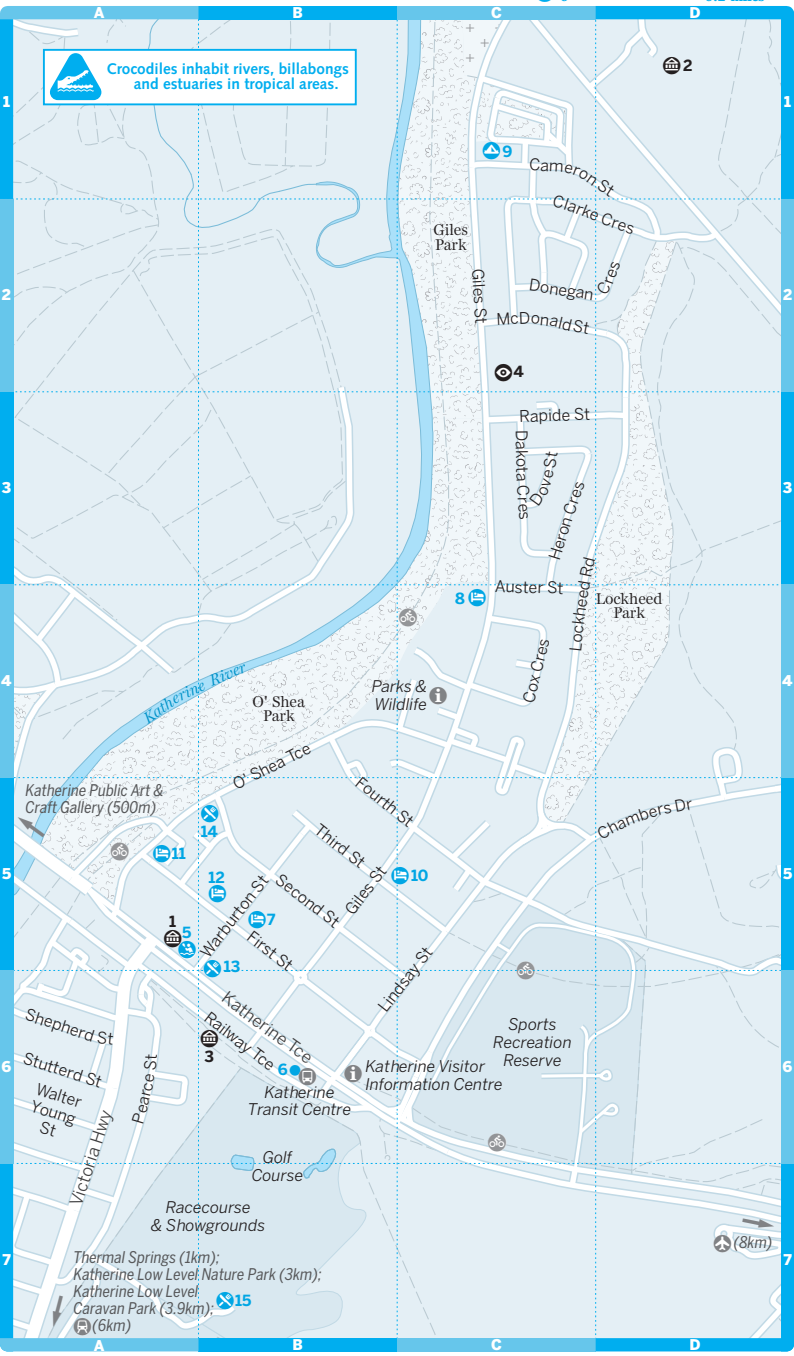 A B C D
Crocodiles inhabit rivers, billabongs
and estuaries in tropical areas.
2
1 1
9
Cameron St
Clarke Cres
Giles
Park
Giles St
Donegan Cres
2 2
McDonald St
4
Rapide St
Dakota Cres
Dove St
3 3
Heron Cres
Auster St
8
Lockheed Rd
Lockheed
Park
Cox Cres
Katherine River
4 4
Parks &
Wildlife
O' Shea
Park
O' Shea Tce
Katherine Public Art &
Craft Gallery (500m)
Fourth St
14
Chambers Dr
Third St
11
5 5
12
10
Second St
Giles St
Warburton St
1
5
7
First St
13
Lindsay St
Katherine Tce
Railway Tce
Shepherd St
3
Sports
Recreation
Reserve
Stutterd St
6 6
6
Katherine Visitor
Information Centre
Pearce St
Walter
Young
St
Katherine
Transit Centre
Victoria Hwy
Golf
Course
Racecourse
& Showgrounds
(8km)
7 7
Thermal Springs (1km);
Katherine Low Level Nature Park (3km);
Katherine Low Level
Caravan Park (3.9km);
15
(6km)
A B C D